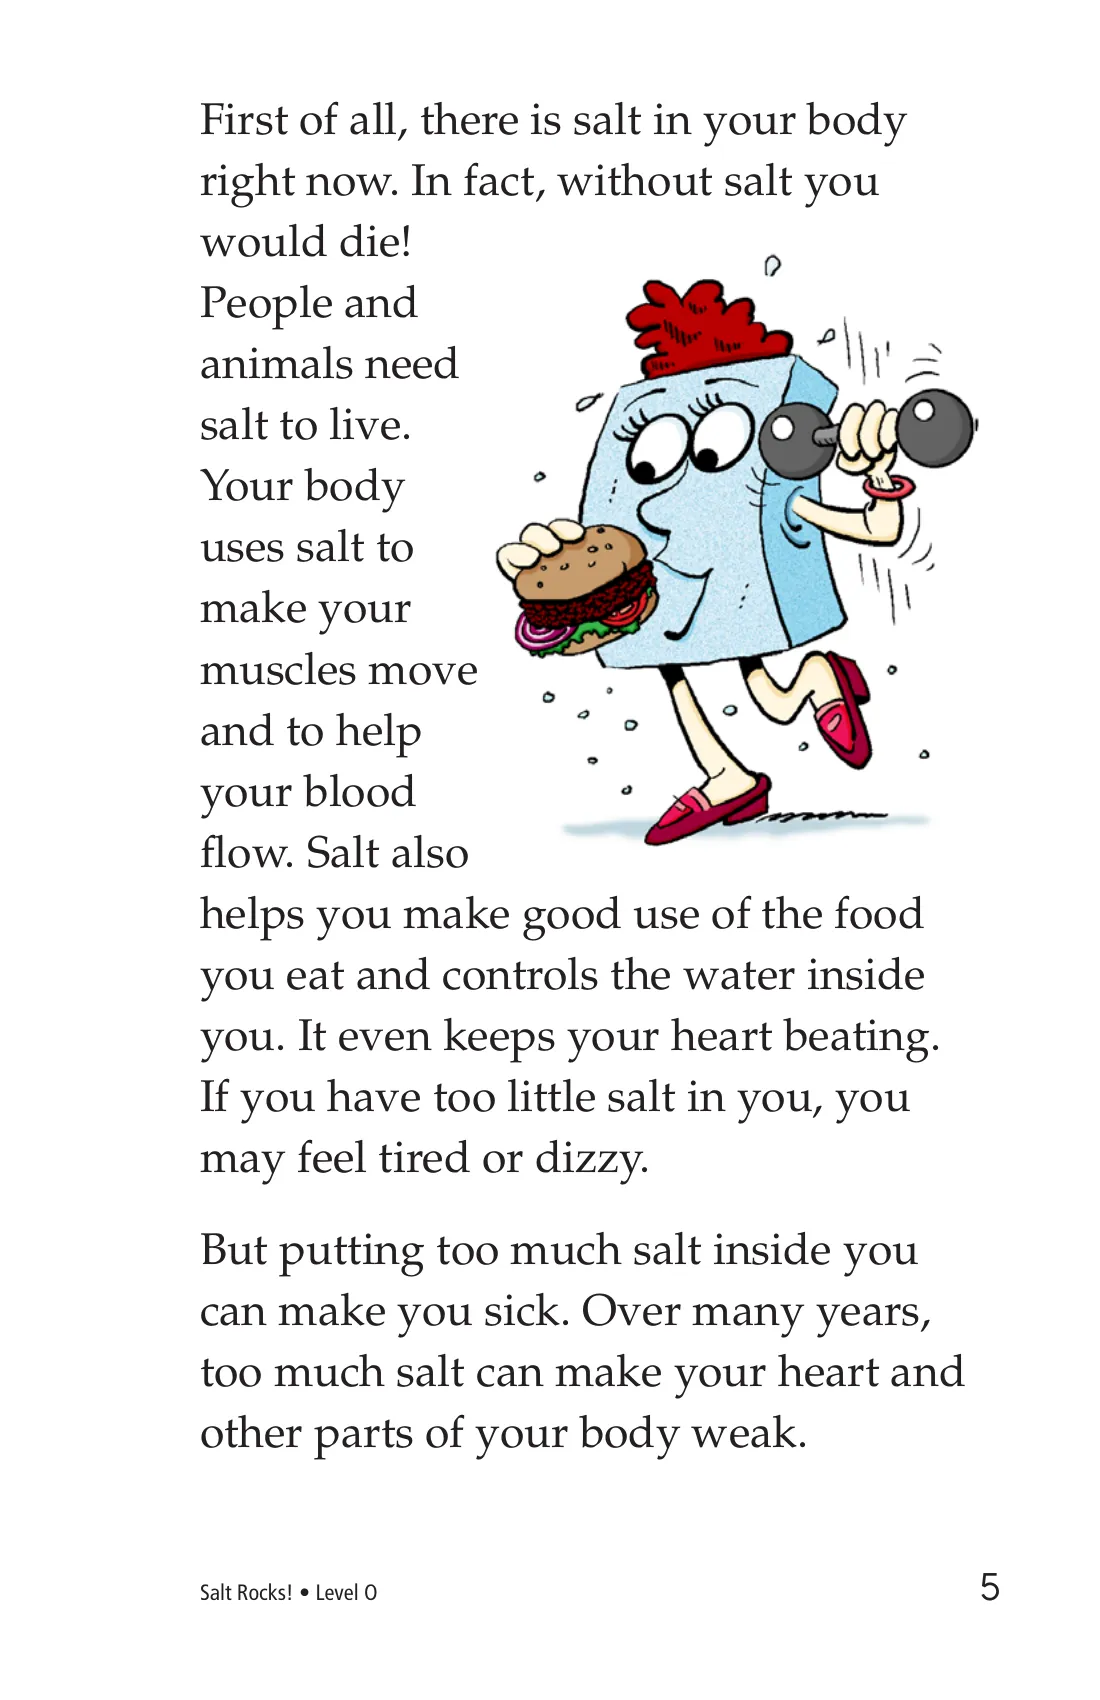 First of all, there is salt in your body
right now. In fact, without salt you
would die!
People and
animals need
salt to live.
Your body
uses salt to
make your
muscles move
and to help
your blood
flow. Salt also
helps you make good use of the food
you eat and controls the water inside
you. It even keeps your heart beating.
If you have too little salt in you, you
may feel tired or dizzy.
But putting too much salt inside you
can make you sick. Over many years,
too much salt can make your heart and
other parts of your body weak.
Salt Rocks! • Level O
5